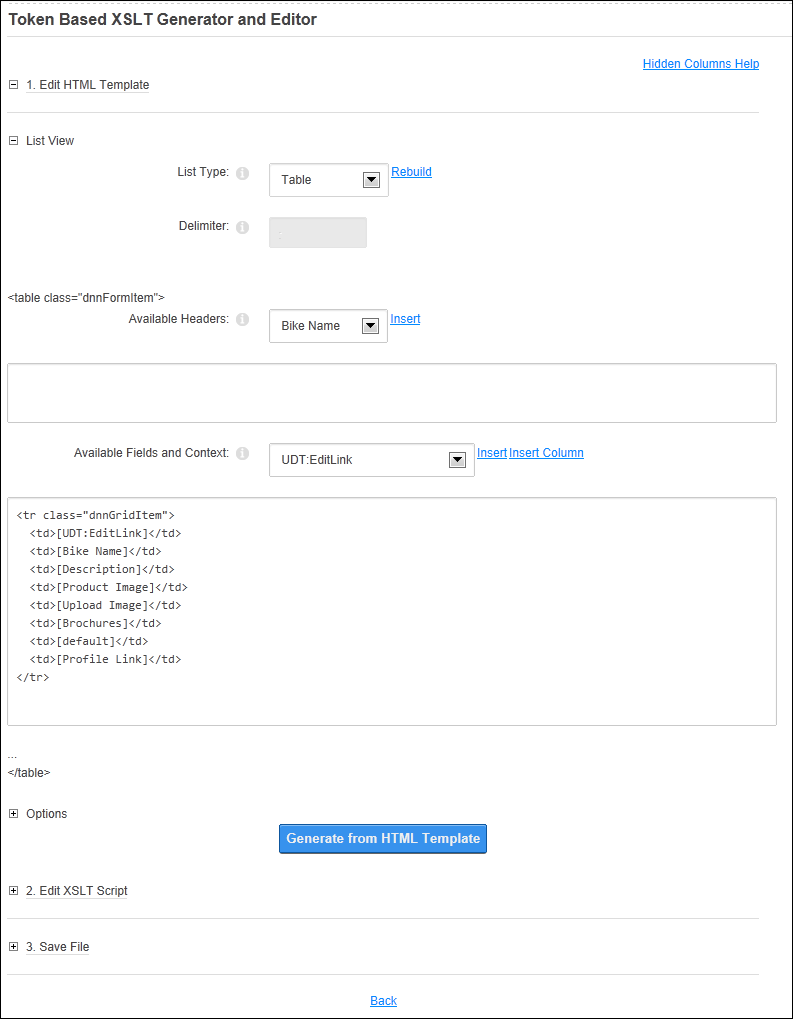 Token Based XSLT Generator and Editor
Hidden Columns Help
1. Edit HTML Template
List View
List Type: Table Rebuild
Delimiter: ;
<table class="dnnFormItem">
Available Headers: Bike Name Insert
Available Fields and Context: UDT:EditLink Insert Insert Column
<tr class="dnnGridItem">
<td>[UDT:EditLink]</td>
<td>[Bike Name]</td>
<td>[Description]</td>
<td>[Product Image]</td>
<td>[Upload Image]</td>
<td>[Brochures]</td>
<td>[default]</td>
<td>[Profile Link]</td>
</tr>
...
</table>
Options
Generate from HTML Template
2. Edit XSLT Script
3. Save File
Back